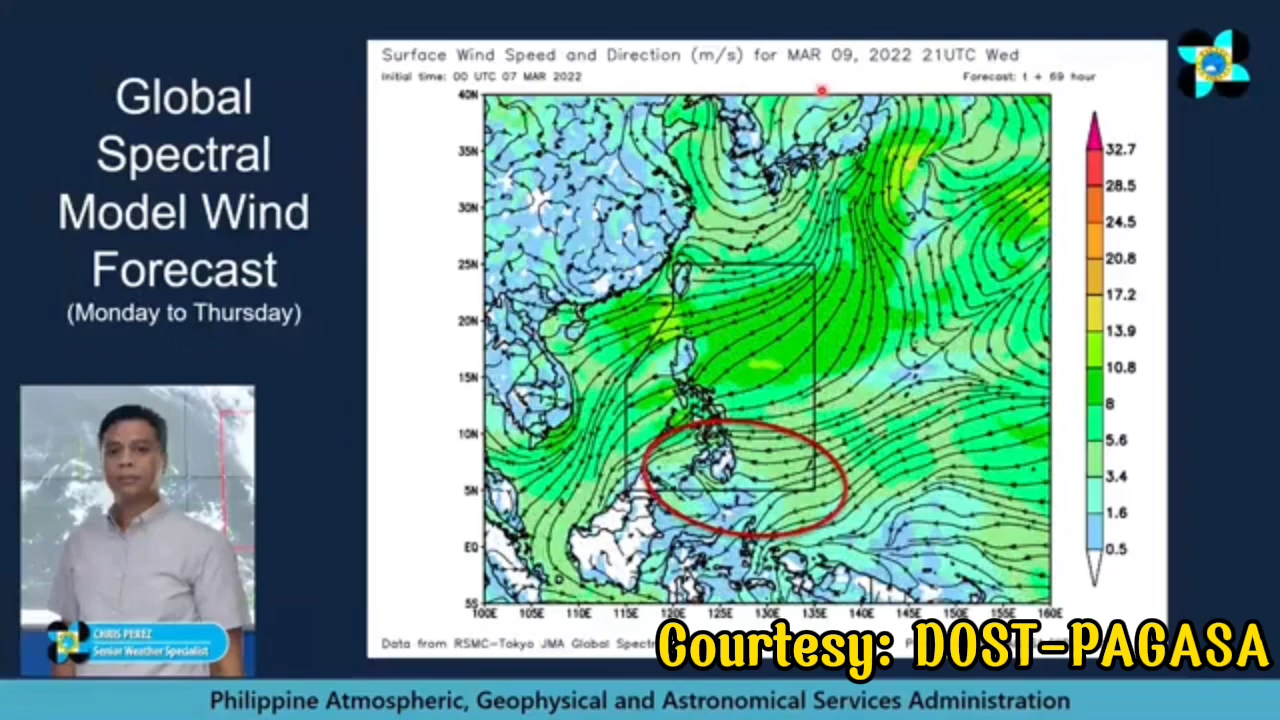 Global
Spectral
Model Wind
Forecast
(Monday to Thursday)
Surface Wind Speed and Direction (m/s) for MAR 09, 2022 21UTC Wed
Initial time: 00 UTC 07 MAR 2022
Forecast: t + 69 hour
40N
35N
30N
25N
20N
15N
10N
5N
EQ
5S
100E 105E 110E 115E 120E 125E 130E 135E 140E 145E 150E 155E 160E
32.7
28.5
24.5
20.8
17.2
13.9
10.8
8
5.6
3.4
1.6
0.5
Data from RSMC-Tokyo JMA Global Spectr
CHRIS PEREZ
Senior Weather Specialist
Courtesy: DOST-PAGASA
Philippine Atmospheric, Geophysical and Astronomical Services Administration